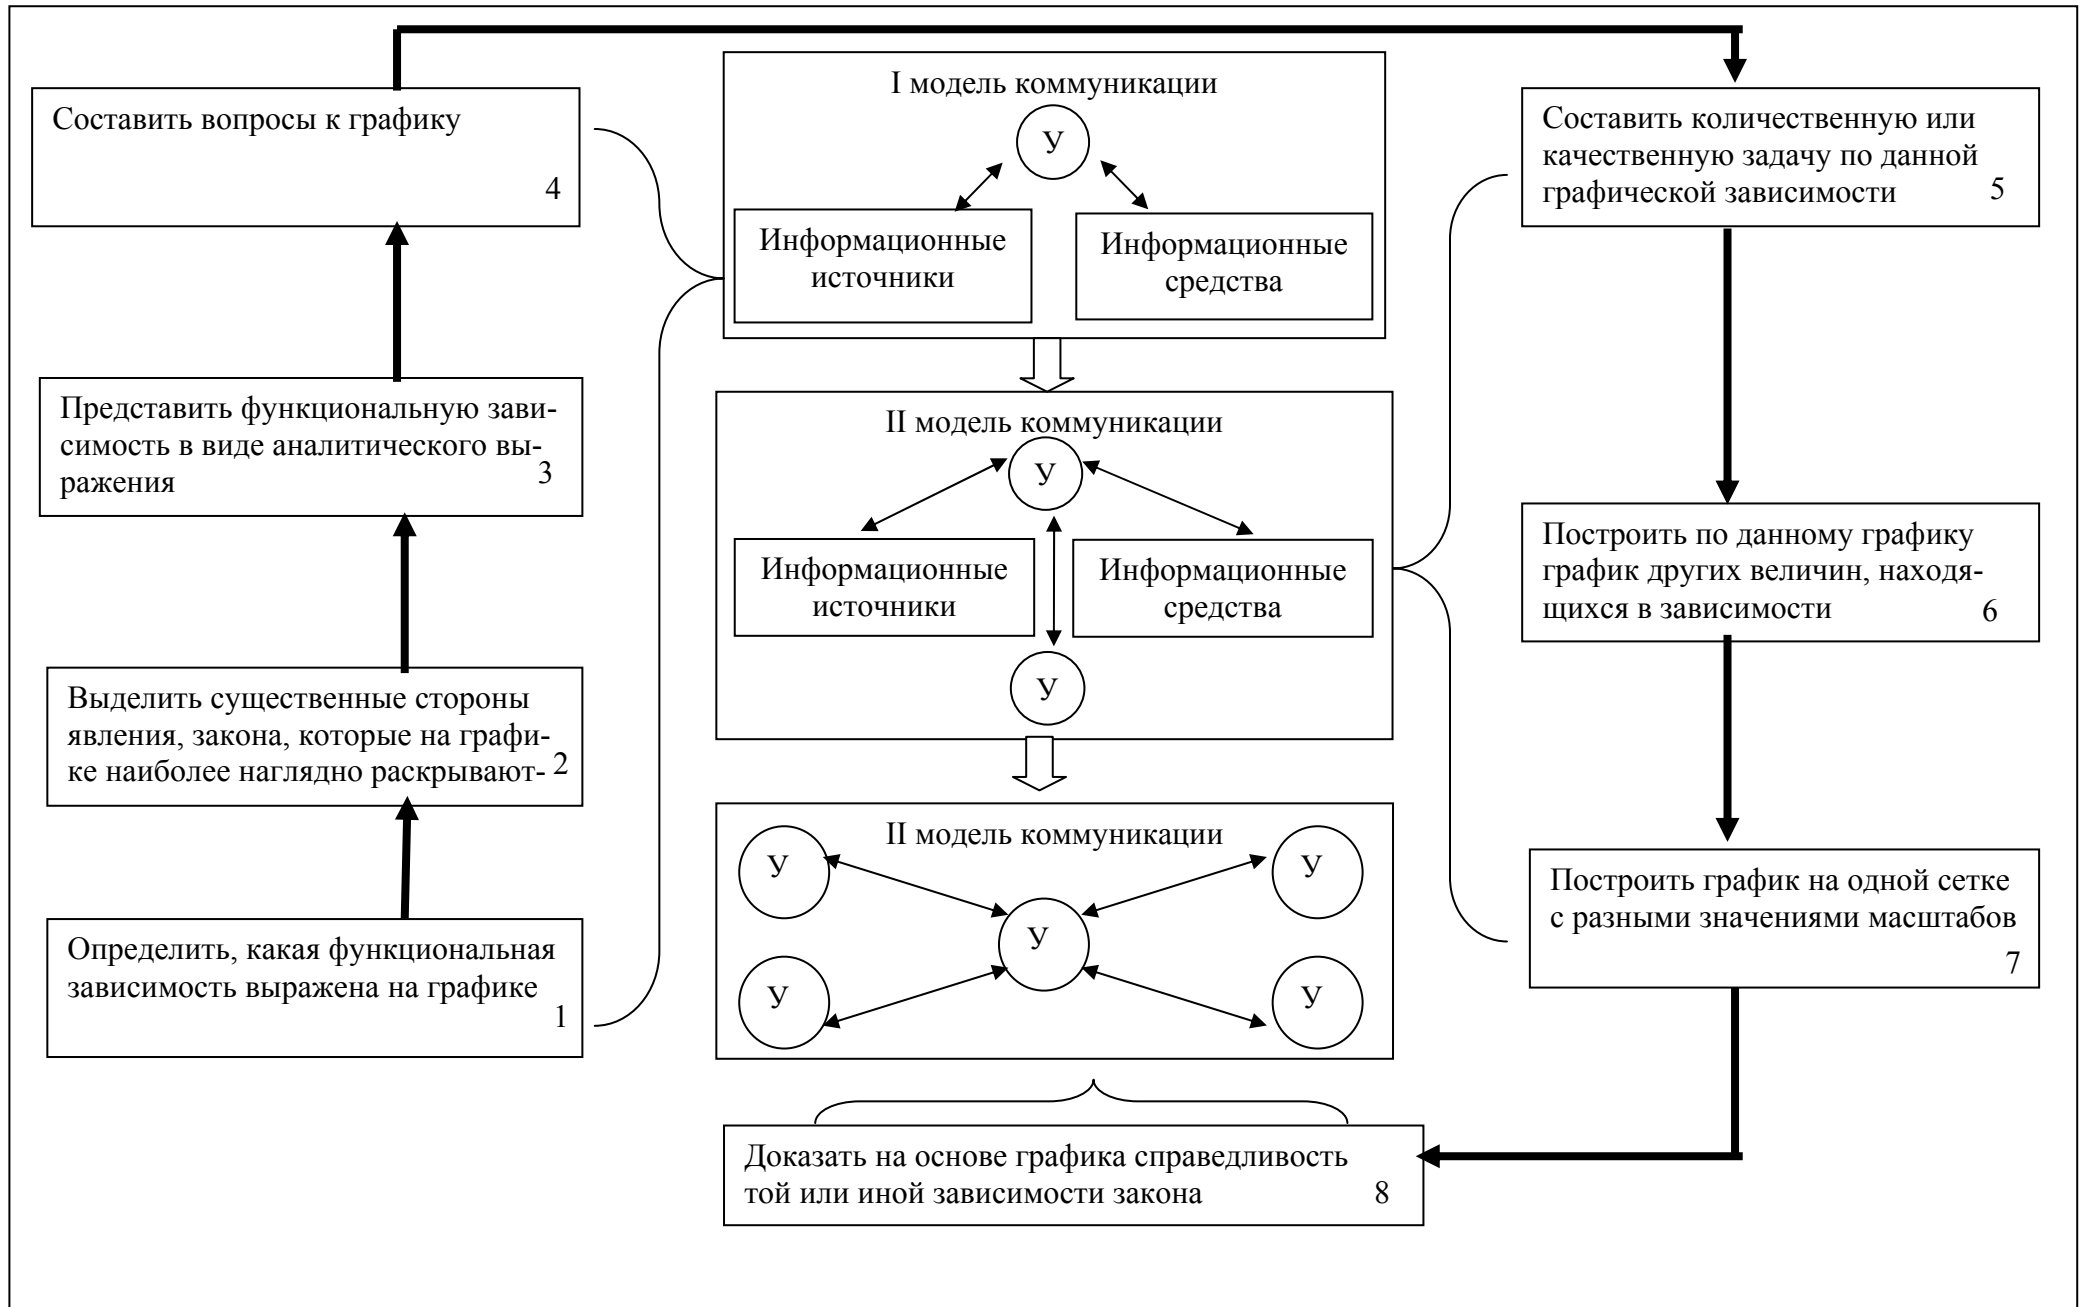 Составить вопросы к графику
4
Представить функциональную зави-
симость в виде аналитического вы-
ражения
3
Выделить существенные стороны
явления, закона, которые на графи-
ке наиболее наглядно раскрывают-
2
Определить, какая функциональная
зависимость выражена на графике
1
I модель коммуникации
У
Информационные
источники
Информационные
средства
II модель коммуникации
У
Информационные
источники
Информационные
средства
У
II модель коммуникации
У
У
У
У
У
Доказать на основе графика справедливость
той или иной зависимости закона
8
Составить количественную или
качественную задачу по данной
графической зависимости
5
Построить по данному графику
график других величин, находя-
щихся в зависимости
6
Построить график на одной сетке
с разными значениями масштабов
7